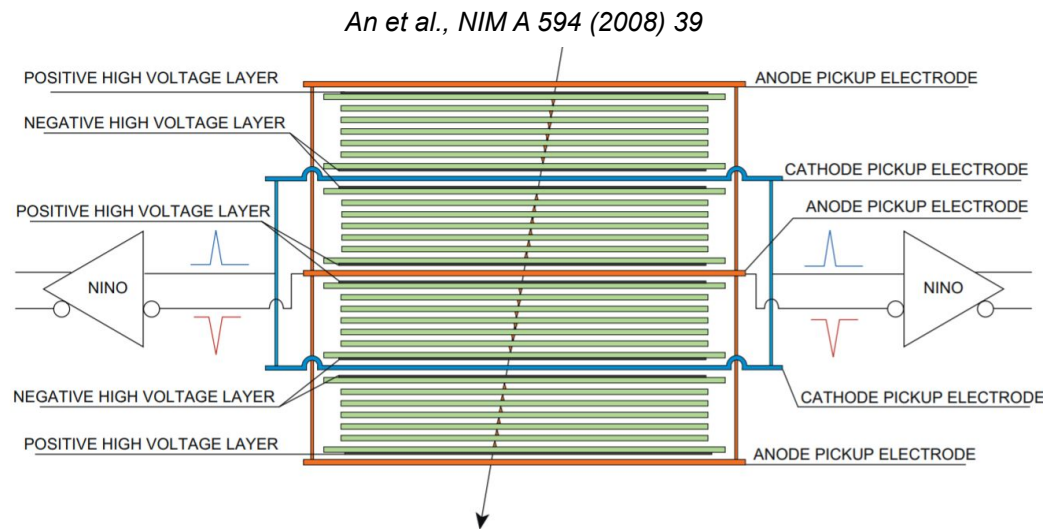 An et al., NIM A 594 (2008) 39
POSITIVE HIGH VOLTAGE LAYER
ANODE PICKUP ELECTRODE
NEGATIVE HIGH VOLTAGE LAYER
CATHODE PICKUP ELECTRODE
POSITIVE HIGH VOLTAGE LAYER
ANODE PICKUP ELECTRODE
NINO
NINO
NEGATIVE HIGH VOLTAGE LAYER
CATHODE PICKUP ELECTRODE
POSITIVE HIGH VOLTAGE LAYER
ANODE PICKUP ELECTRODE